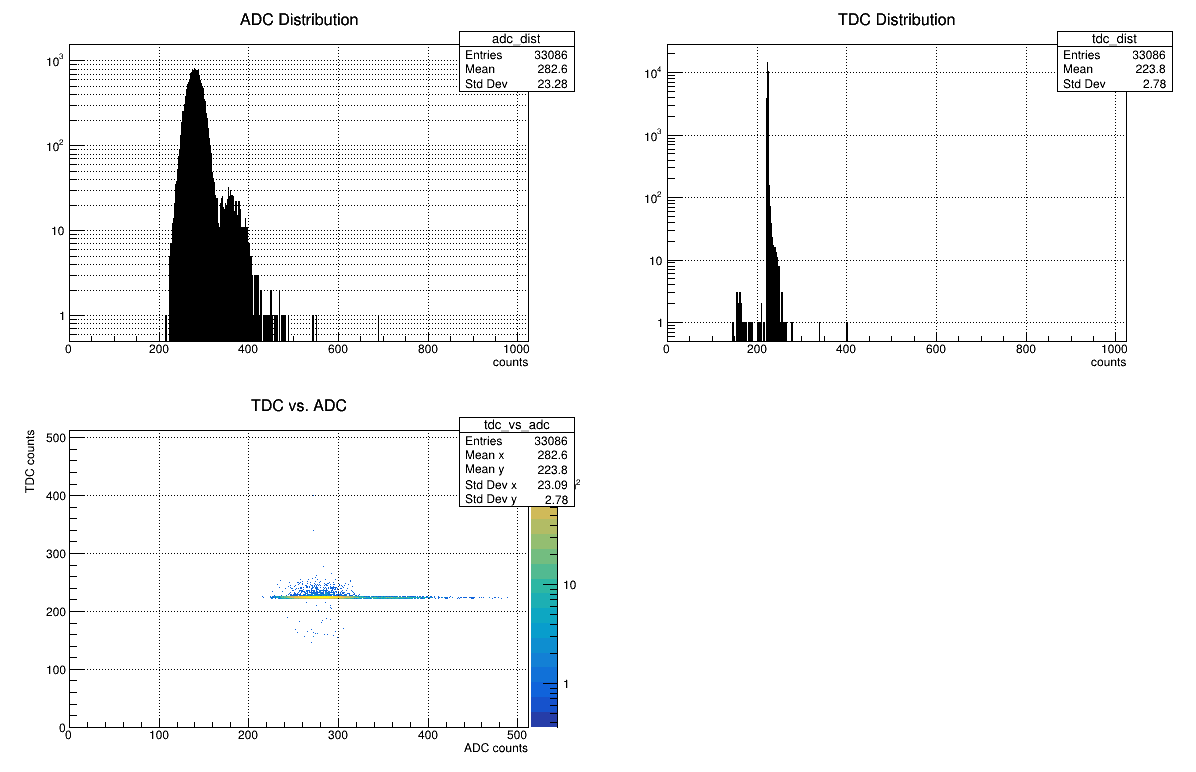 ADC Distribution
adc_dist
Entries 33086
Mean 282.6
Std Dev 23.28
10³
10²
10
1
0 200 400 600 800 1000
counts
TDC Distribution
tdc_dist
Entries 33086
Mean 223.8
Std Dev 2.78
10⁴
10³
10²
10
1
0 200 400 600 800 1000
counts
TDC vs. ADC
tdc_vs_adc
Entries 33086
Mean x 282.6
Mean y 223.8
Std Dev x 23.09
Std Dev y 2.78
TDC counts
500
400
300
200
100
0
0 100 200 300 400 500
ADC counts
2
10
1